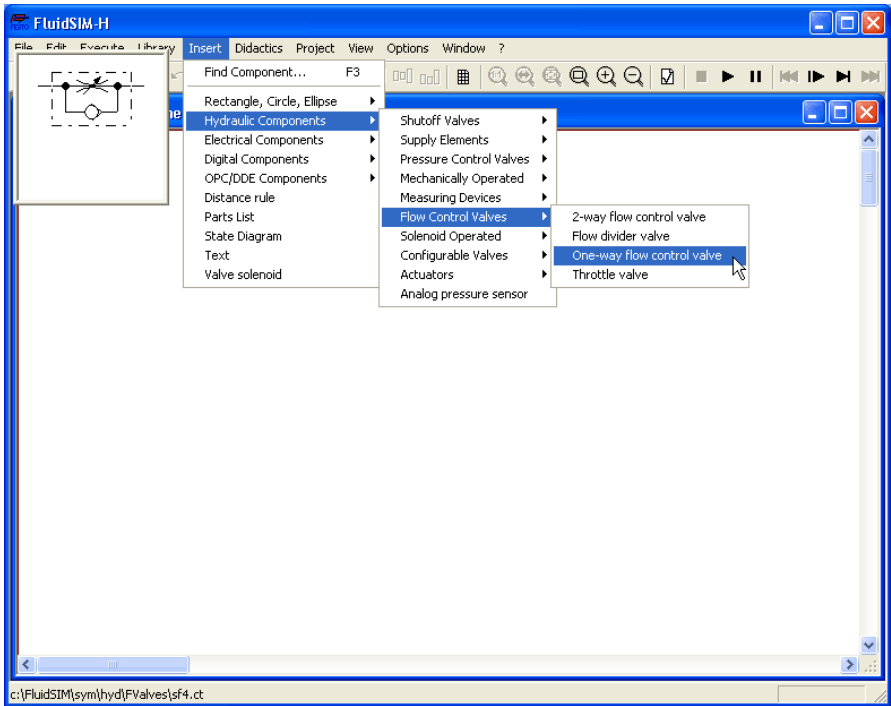 FESTO FluidSIM-H
File Edit Execute Library Insert Didactics Project View Options Window ?
Find Component... F3
Rectangle, Circle, Ellipse
Hydraulic Components
Electrical Components
Digital Components
OPC/DDE Components
Distance rule
Parts List
State Diagram
Text
Valve solenoid
Shutoff Valves
Supply Elements
Pressure Control Valves
Mechanically Operated
Measuring Devices
Flow Control Valves
Solenoid Operated
Configurable Valves
Actuators
Analog pressure sensor
2-way flow control valve
Flow divider valve
One-way flow control valve
Throttle valve
c:\FluidSIM\sym\hyd\FValves\sf4.ct